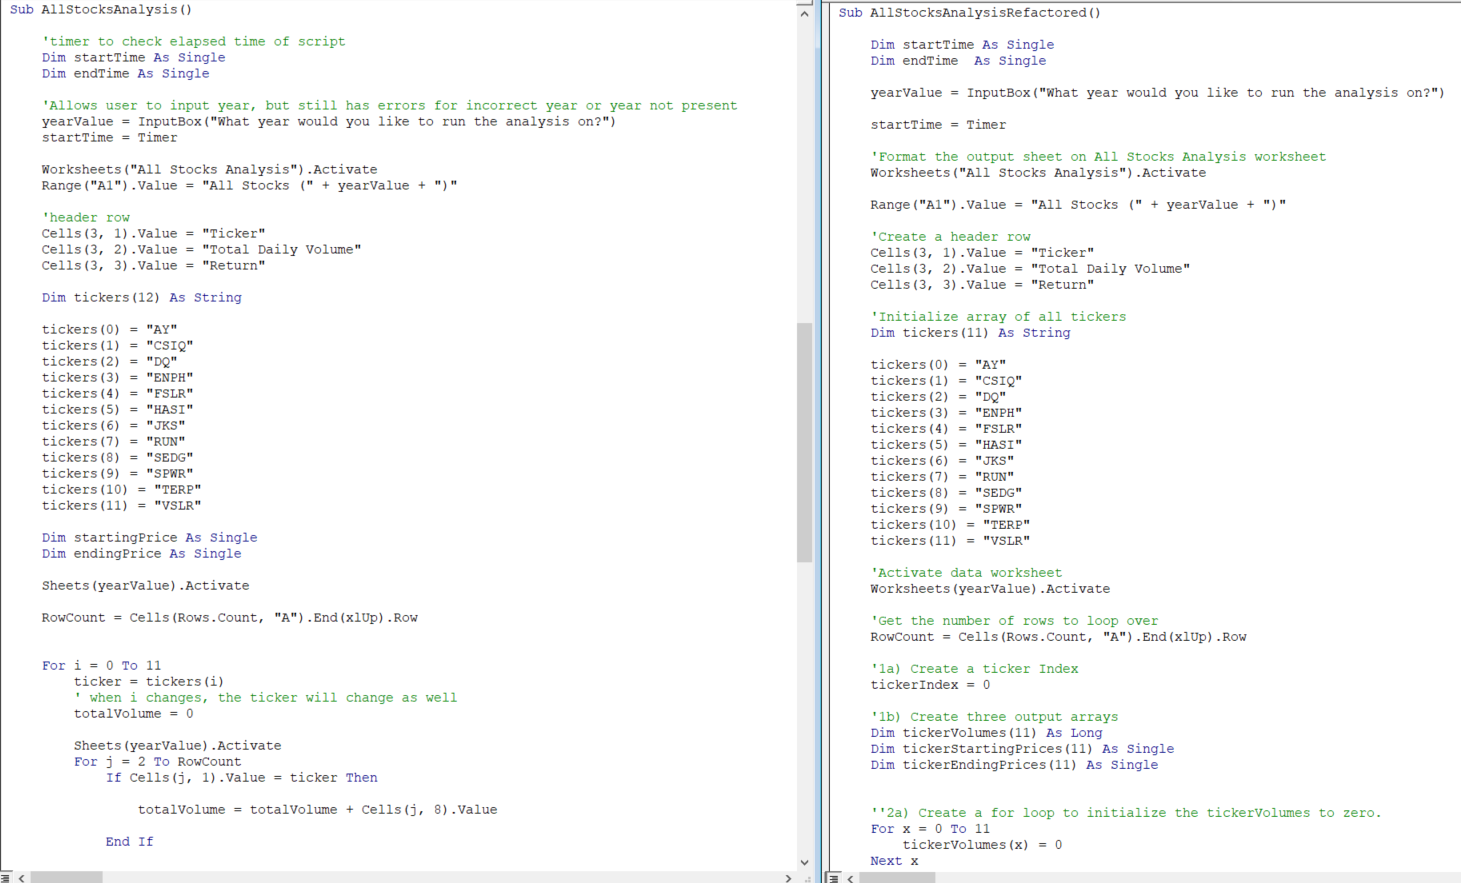 Sub AllStocksAnalysis()
'timer to check elapsed time of script
Dim startTime As Single
Dim endTime As Single
'Allows user to input year, but still has errors for incorrect year or year not present
yearValue = InputBox("What year would you like to run the analysis on?")
startTime = Timer
Worksheets("All Stocks Analysis").Activate
Range("A1").Value = "All Stocks (" + yearValue + ")"
'header row
Cells(3, 1).Value = "Ticker"
Cells(3, 2).Value = "Total Daily Volume"
Cells(3, 3).Value = "Return"
Dim tickers(12) As String
tickers(0) = "AY"
tickers(1) = "CSIQ"
tickers(2) = "DQ"
tickers(3) = "ENPH"
tickers(4) = "FSLR"
tickers(5) = "HASI"
tickers(6) = "JKS"
tickers(7) = "RUN"
tickers(8) = "SEDG"
tickers(9) = "SPWR"
tickers(10) = "TERP"
tickers(11) = "VSLR"
Dim startingPrice As Single
Dim endingPrice As Single
Sheets(yearValue).Activate
RowCount = Cells(Rows.Count, "A").End(xlUp).Row
For i = 0 To 11
ticker = tickers(i)
' when i changes, the ticker will change as well
totalVolume = 0
Sheets(yearValue).Activate
For j = 2 To RowCount
If Cells(j, 1).Value = ticker Then
totalVolume = totalVolume + Cells(j, 8).Value
End If
Sub AllStocksAnalysisRefactored()
Dim startTime As Single
Dim endTime  As Single
yearValue = InputBox("What year would you like to run the analysis on?")
startTime = Timer
'Format the output sheet on All Stocks Analysis worksheet
Worksheets("All Stocks Analysis").Activate
Range("A1").Value = "All Stocks (" + yearValue + ")"
'Create a header row
Cells(3, 1).Value = "Ticker"
Cells(3, 2).Value = "Total Daily Volume"
Cells(3, 3).Value = "Return"
'Initialize array of all tickers
Dim tickers(11) As String
tickers(0) = "AY"
tickers(1) = "CSIQ"
tickers(2) = "DQ"
tickers(3) = "ENPH"
tickers(4) = "FSLR"
tickers(5) = "HASI"
tickers(6) = "JKS"
tickers(7) = "RUN"
tickers(8) = "SEDG"
tickers(9) = "SPWR"
tickers(10) = "TERP"
tickers(11) = "VSLR"
'Activate data worksheet
Worksheets(yearValue).Activate
'Get the number of rows to loop over
RowCount = Cells(Rows.Count, "A").End(xlUp).Row
'1a) Create a ticker Index
tickerIndex = 0
'1b) Create three output arrays
Dim tickerVolumes(11) As Long
Dim tickerStartingPrices(11) As Single
Dim tickerEndingPrices(11) As Single
''2a) Create a for loop to initialize the tickerVolumes to zero.
For x = 0 To 11
tickerVolumes(x) = 0
Next x